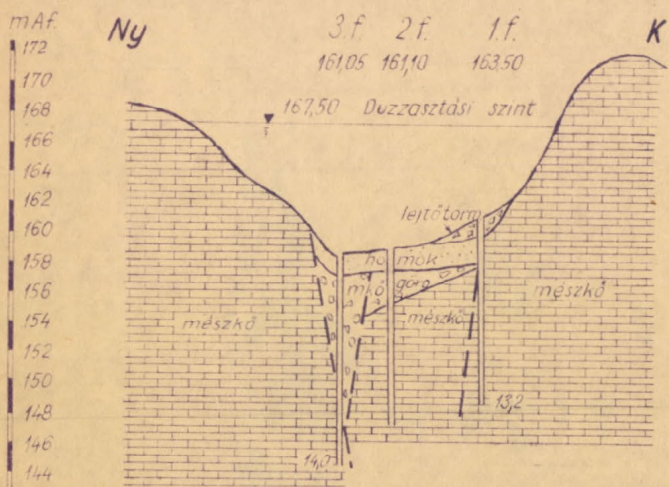 mAf.
Ny
3.f. 2.f. 1.f.
K
161,05 161,10 163,50
172
170
168
166
164
162
160
158
156
154
152
150
148
146
144
167,50 Duzzasztási szint
lejtőtörm.
homok
mkő görg.
mészkő
mészkő
mészkő
13,2
14,0